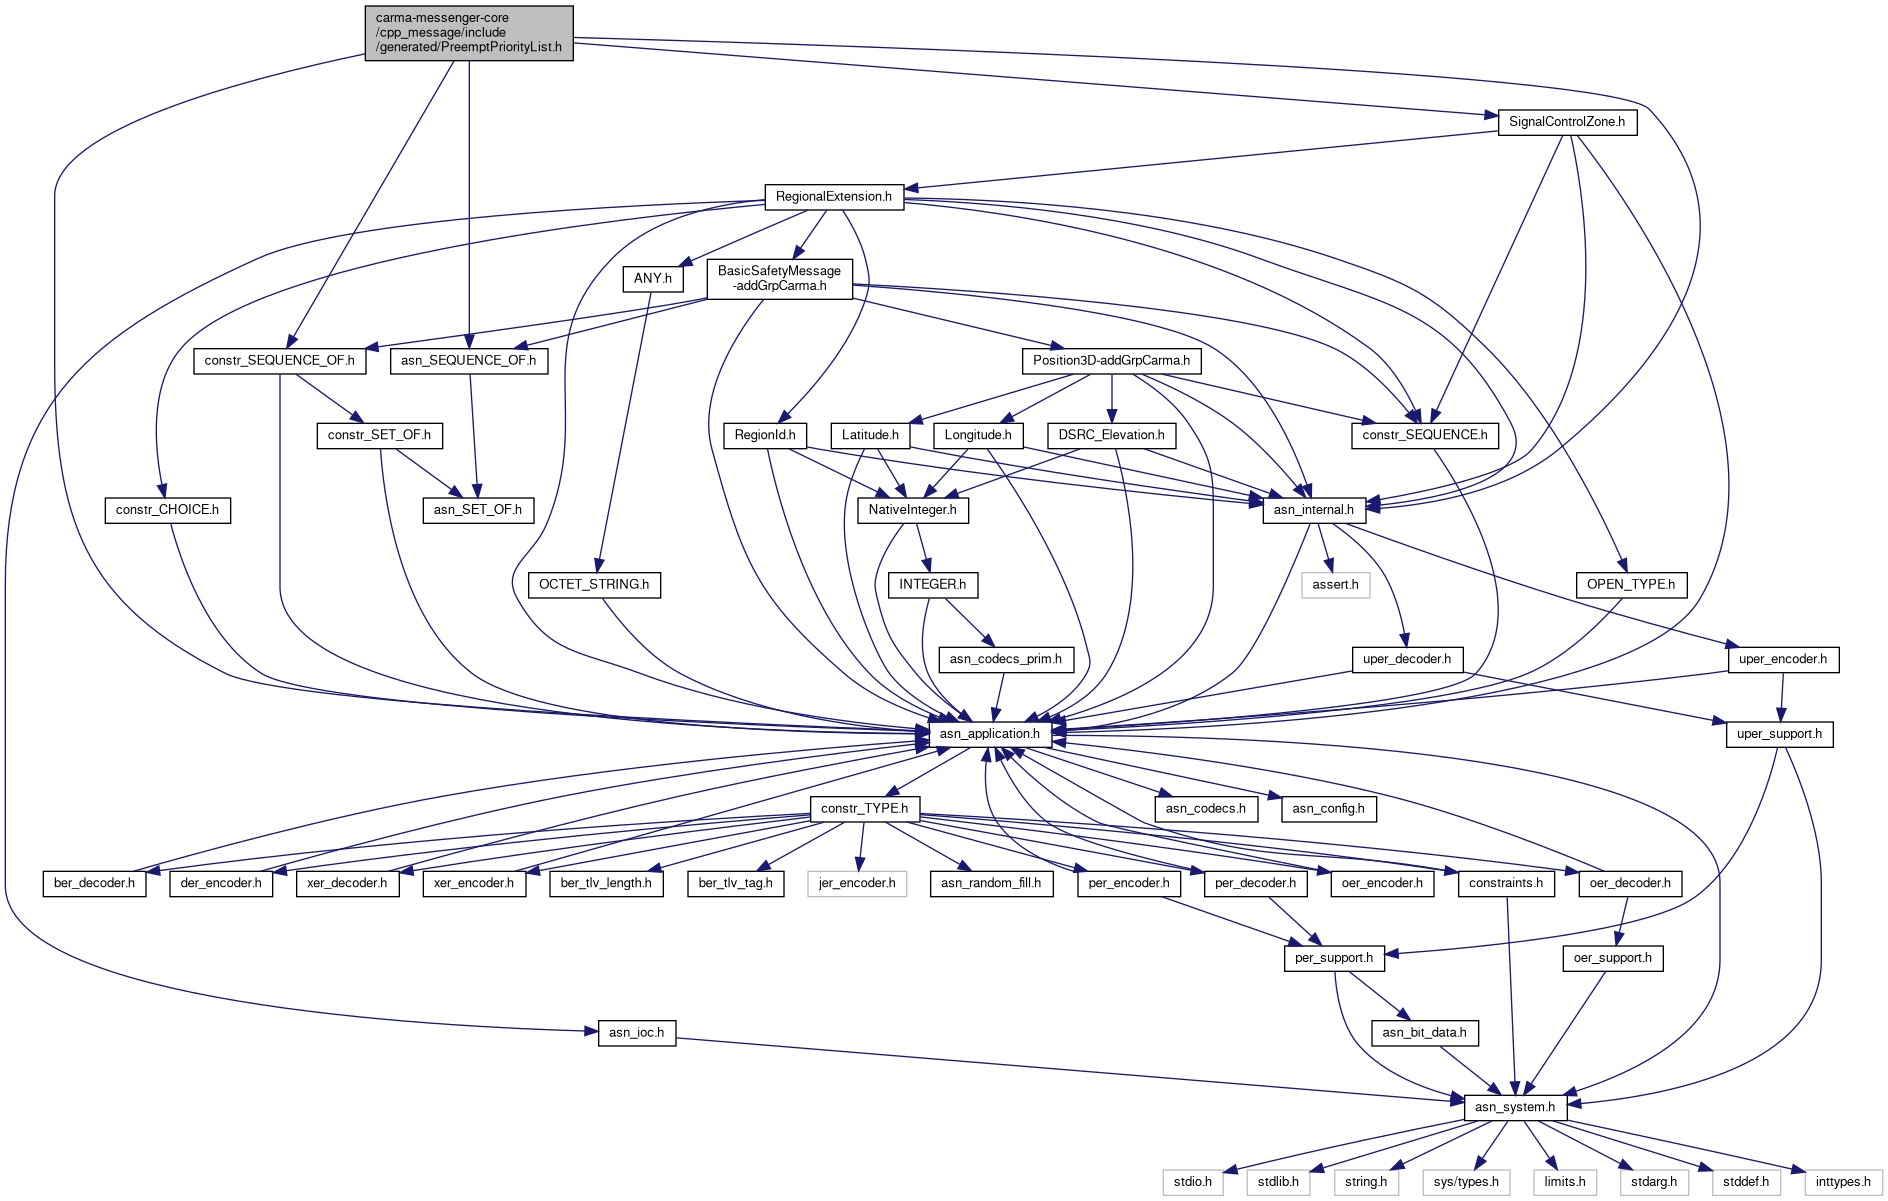 carma-messenger-core
/cpp_message/include
/generated/PreemptPriorityList.h
SignalControlZone.h
RegionalExtension.h
ANY.h
BasicSafetyMessage
-addGrpCarma.h
constr_SEQUENCE_OF.h
asn_SEQUENCE_OF.h
Position3D-addGrpCarma.h
constr_SET_OF.h
RegionId.h
Latitude.h
Longitude.h
DSRC_Elevation.h
constr_SEQUENCE.h
constr_CHOICE.h
asn_SET_OF.h
NativeInteger.h
asn_internal.h
OCTET_STRING.h
INTEGER.h
assert.h
OPEN_TYPE.h
asn_codecs_prim.h
uper_decoder.h
uper_encoder.h
asn_application.h
uper_support.h
constr_TYPE.h
asn_codecs.h
asn_config.h
ber_decoder.h
der_encoder.h
xer_decoder.h
xer_encoder.h
ber_tlv_length.h
ber_tlv_tag.h
jer_encoder.h
asn_random_fill.h
per_encoder.h
per_decoder.h
oer_encoder.h
constraints.h
oer_decoder.h
per_support.h
oer_support.h
asn_ioc.h
asn_bit_data.h
asn_system.h
stdio.h
stdlib.h
string.h
sys/types.h
limits.h
stdarg.h
stddef.h
inttypes.h